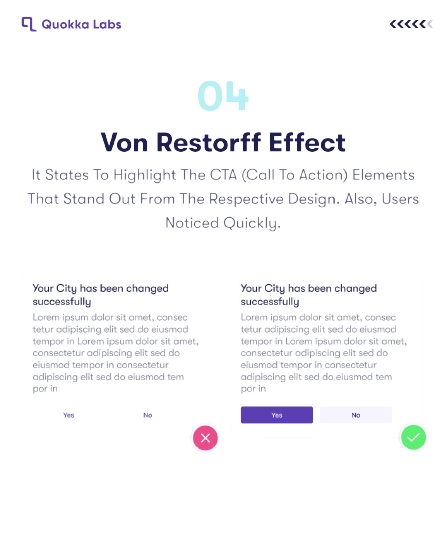 Quokka Labs
04
Von Restorff Effect
It States To Highlight The CTA (Call To Action) Elements
That Stand Out From The Respective Design. Also, Users
Noticed Quickly.
Your City has been changed
successfully
Lorem ipsum dolor sit amet, consec
tetur adipiscing elit sed do eiusmod
tempor in Lorem ipsum dolor sit amet,
consectetur adipiscing elit sed do
eiusmod tempor in consectetur
adipiscing elit sed do eiusmod tem
por in
Yes No
Your City has been changed
successfully
Lorem ipsum dolor sit amet, consec
tetur adipiscing elit sed do eiusmod
tempor in Lorem ipsum dolor sit amet,
consectetur adipiscing elit sed do
eiusmod tempor in consectetur
adipiscing elit sed do eiusmod tem
por in
Yes No